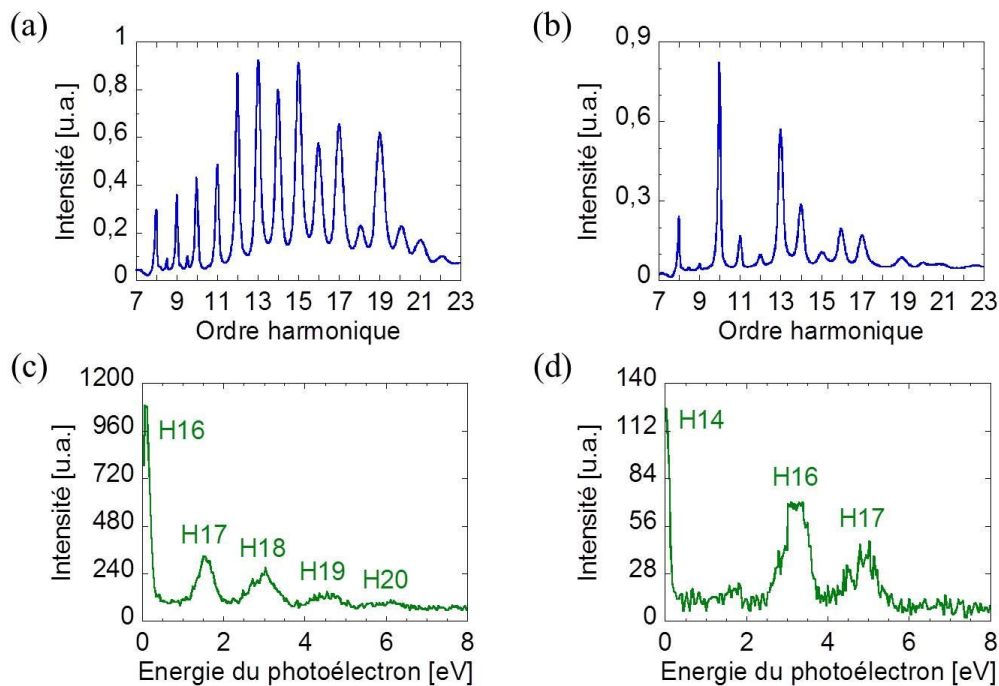 (a)
Intensité [u.a.]
1
0,8
0,6
0,4
0,2
0
7 9 11 13 15 17 19 21 23
Ordre harmonique
(b)
Intensité [u.a.]
0,9
0,6
0,3
0
7 9 11 13 15 17 19 21 23
Ordre harmonique
(c)
Intensité [u.a.]
1200
960
720
480
240
0
H16
H17
H18
H19
H20
0 2 4 6 8
Energie du photoélectron [eV]
(d)
Intensité [u.a.]
140
112
84
56
28
0
H14
H16
H17
0 2 4 6 8
Energie du photoélectron [eV]